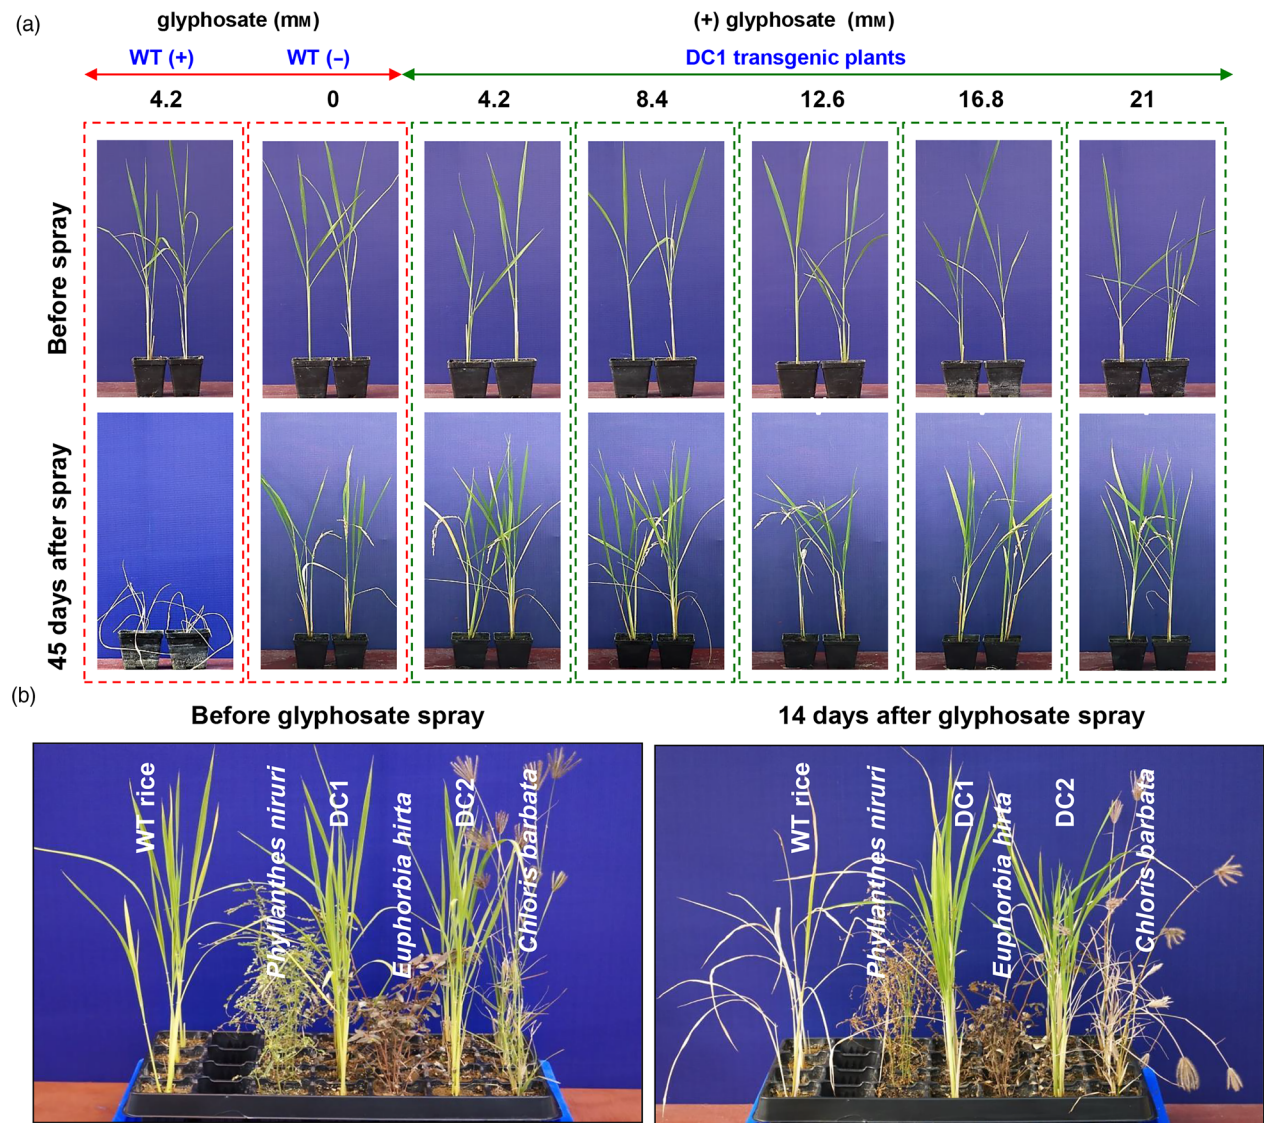 (a)
glyphosate (mM)
(+) glyphosate (mM)
WT (+)
WT (–)
DC1 transgenic plants
4.2
0
4.2
8.4
12.6
16.8
21
Before spray
45 days after spray
(b)
Before glyphosate spray
14 days after glyphosate spray
WT rice
Phyllanthes niruri
DC1
Euphorbia hirta
DC2
Chloris barbata
WT rice
Phyllanthes niruri
DC1
Euphorbia hirta
DC2
Chloris barbata